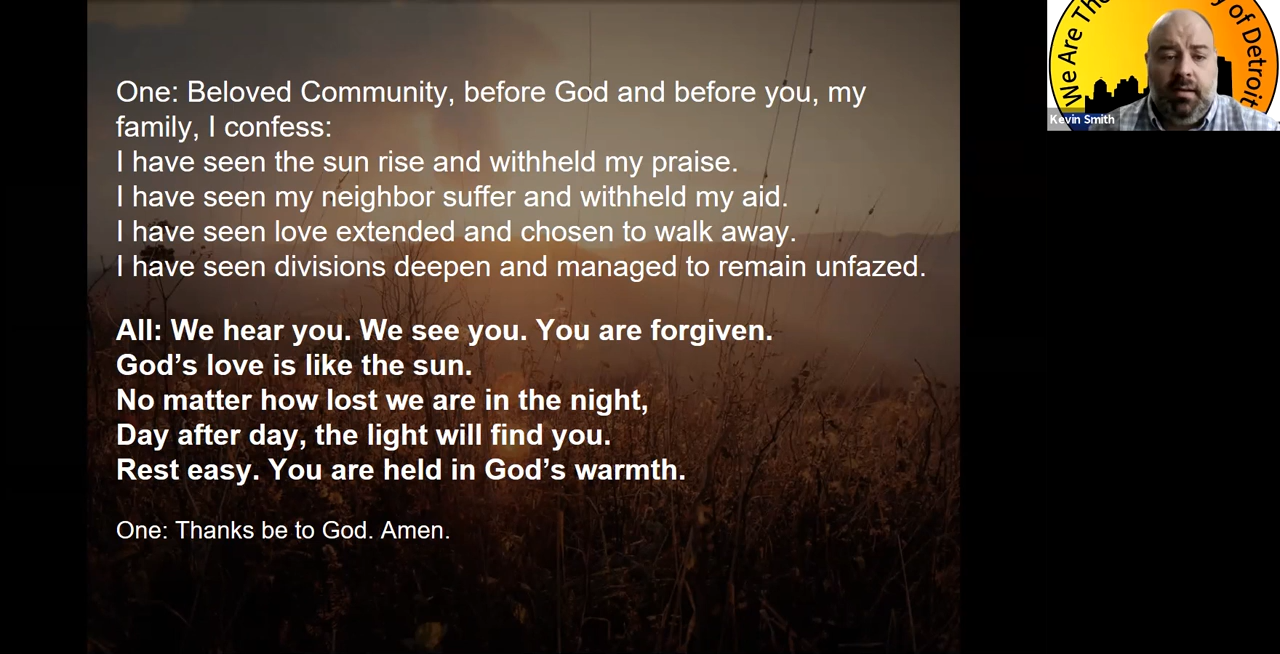 One: Beloved Community, before God and before you, my
family, I confess:
I have seen the sun rise and withheld my praise.
I have seen my neighbor suffer and withheld my aid.
I have seen love extended and chosen to walk away.
I have seen divisions deepen and managed to remain unfazed.
All: We hear you. We see you. You are forgiven.
God’s love is like the sun.
No matter how lost we are in the night,
Day after day, the light will find you.
Rest easy. You are held in God’s warmth.
One: Thanks be to God. Amen.
We Are The
y of Detroit
Kevin Smith